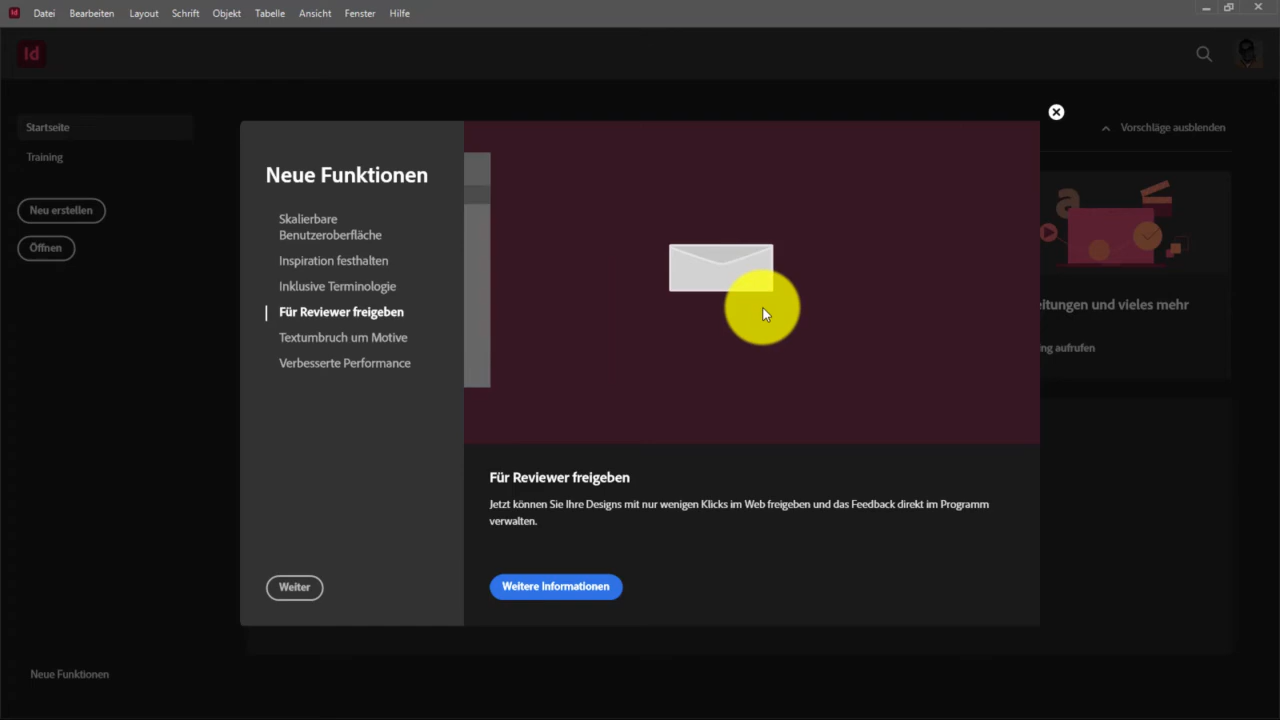 Id
Datei
Bearbeiten
Layout
Schrift
Objekt
Tabelle
Ansicht
Fenster
Hilfe
Id
Startseite
Training
Neu erstellen
Öffnen
Neue Funktionen
Vorschläge ausblenden
eitungen und vieles mehr
ng aufrufen
Neue Funktionen
Skalierbare
Benutzeroberfläche
Inspiration festhalten
Inklusive Terminologie
Für Reviewer freigeben
Textumbruch um Motive
Verbesserte Performance
Weiter
Für Reviewer freigeben
Jetzt können Sie Ihre Designs mit nur wenigen Klicks im Web freigeben und das Feedback direkt im Programm
verwalten.
Weitere Informationen